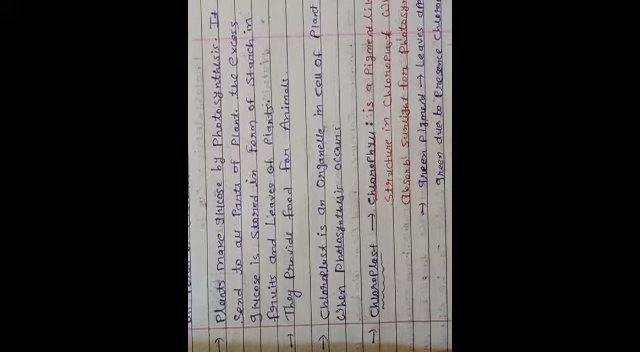 → Plants make glucose by Photosynthesis. It
Send to all Parts of Plant. the Excess
glucose is stored in Form of Starch in
fruits and Leaves of Plants.
→ They Provide Food For Animals.
→ Chloroplast is an Organelle in cell of Plant
When Photosynthesis occurs
→ Chloroplast → Chlorophyll: is a Pigment
Structure in Chloroplast
absorb Sunlight for
→ green Pigment → Leaves
green due to Presence